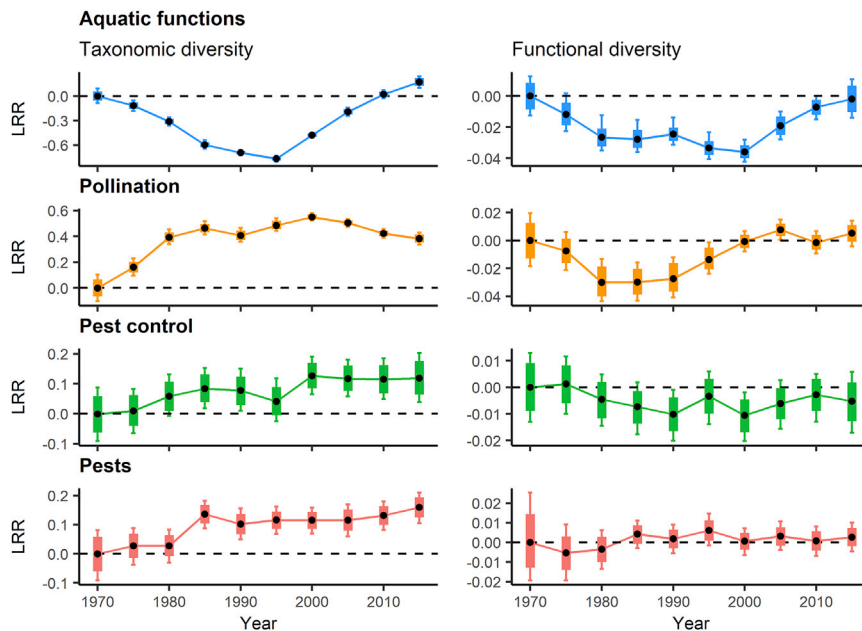 Aquatic functions
Taxonomic diversity Functional diversity
LRR
0.0
-0.3
-0.6
0.00
-0.02
-0.04
Pollination
LRR
0.6
0.4
0.2
0.0
0.02
0.00
-0.02
-0.04
Pest control
LRR
0.2
0.1
0.0
-0.1
0.01
0.00
-0.01
-0.02
Pests
LRR
0.2
0.1
0.0
-0.1
0.02
0.01
0.00
-0.01
-0.02
1970 1980 1990 2000 2010 1970 1980 1990 2000 2010
Year Year